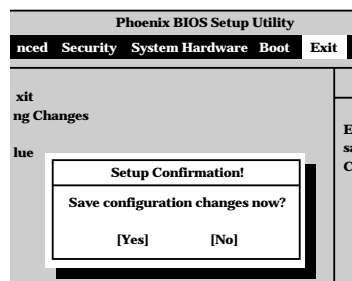 Phoenix BIOS Setup Utility
nced Security System Hardware Boot Exit
xit
ng Changes
lue
E
sa
C
Setup Confirmation!
Save configuration changes now?
[Yes] [No]